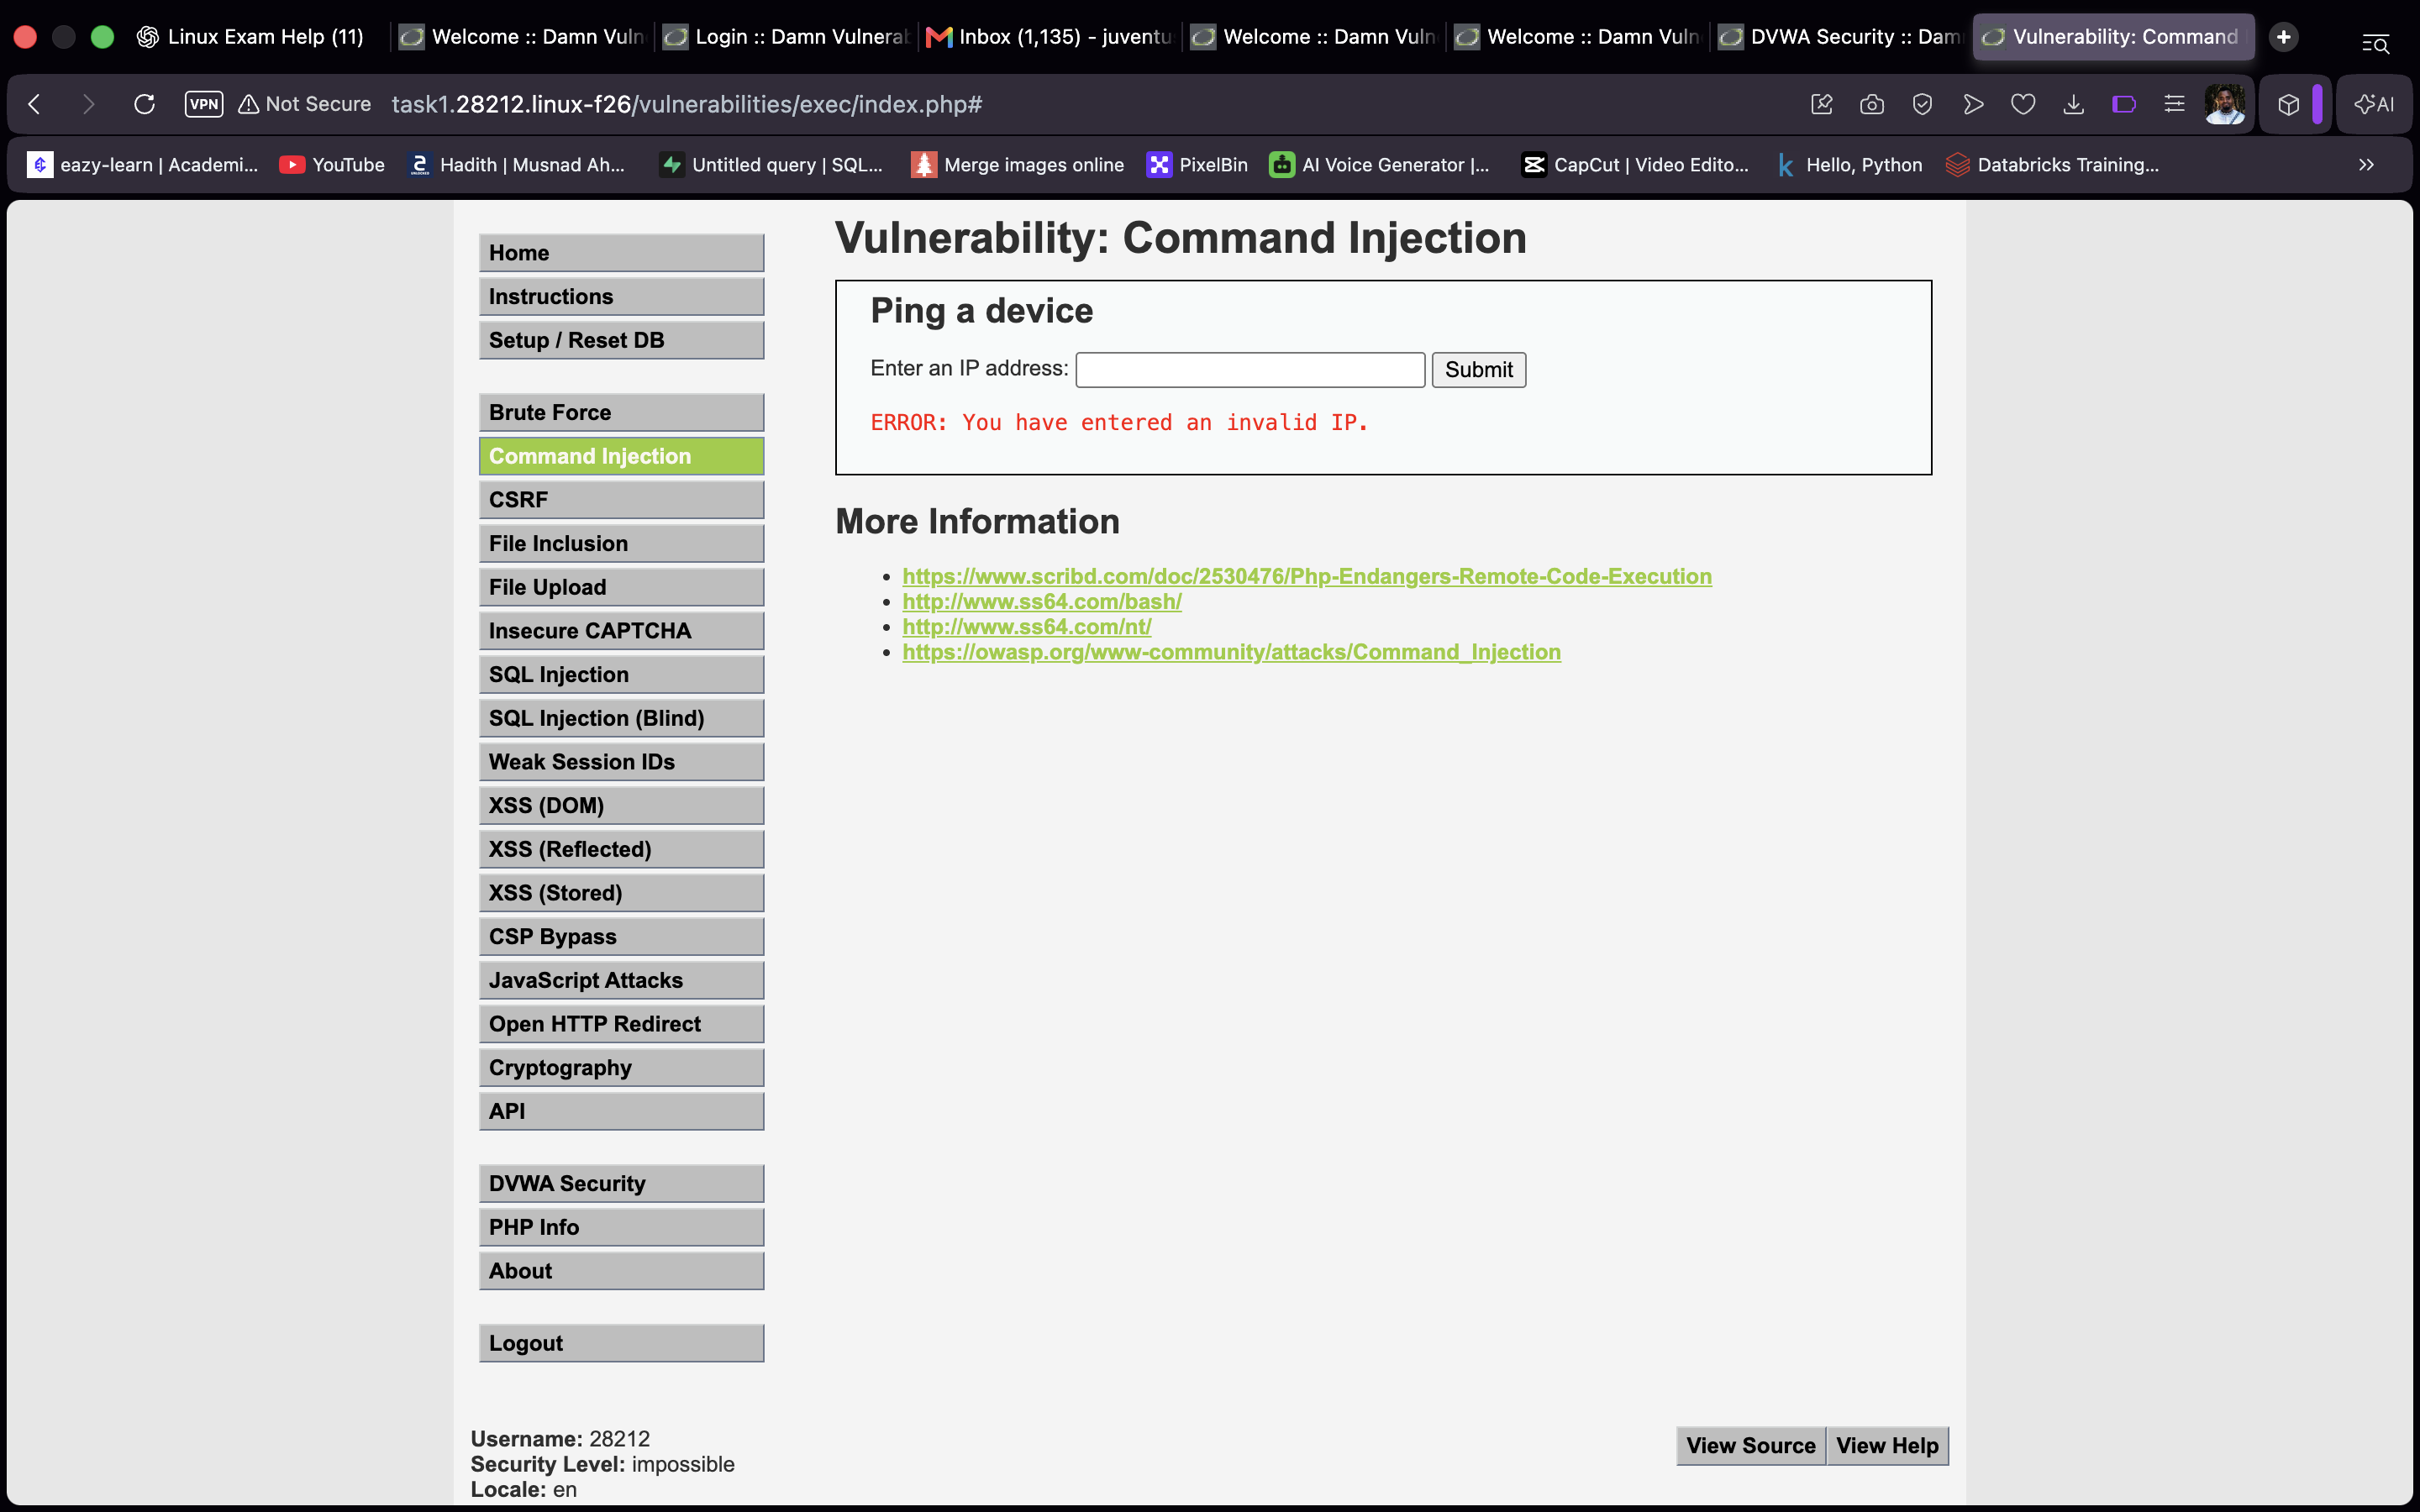 Linux Exam Help (11)
Welcome :: Damn Vuln
Login :: Damn Vulnerab
Inbox (1,135) - juventu
Welcome :: Damn Vuln
Welcome :: Damn Vuln
DVWA Security :: Dam
Vulnerability: Command
VPN
Not Secure
task1.28212.linux-f26/vulnerabilities/exec/index.php#
AI
eazy-learn | Academi...
YouTube
Hadith | Musnad Ah...
Untitled query | SQL...
Merge images online
PixelBin
AI Voice Generator |...
CapCut | Video Edito...
Hello, Python
Databricks Training...
Home
Instructions
Setup / Reset DB
Brute Force
Command Injection
CSRF
File Inclusion
File Upload
Insecure CAPTCHA
SQL Injection
SQL Injection (Blind)
Weak Session IDs
XSS (DOM)
XSS (Reflected)
XSS (Stored)
CSP Bypass
JavaScript Attacks
Open HTTP Redirect
Cryptography
API
DVWA Security
PHP Info
About
Logout
Vulnerability: Command Injection
Ping a device
Enter an IP address:
Submit
ERROR: You have entered an invalid IP.
More Information
https://www.scribd.com/doc/2530476/Php-Endangers-Remote-Code-Execution
http://www.ss64.com/bash/
http://www.ss64.com/nt/
https://owasp.org/www-community/attacks/Command_Injection
Username: 28212
Security Level: impossible
Locale: en
View Source
View Help